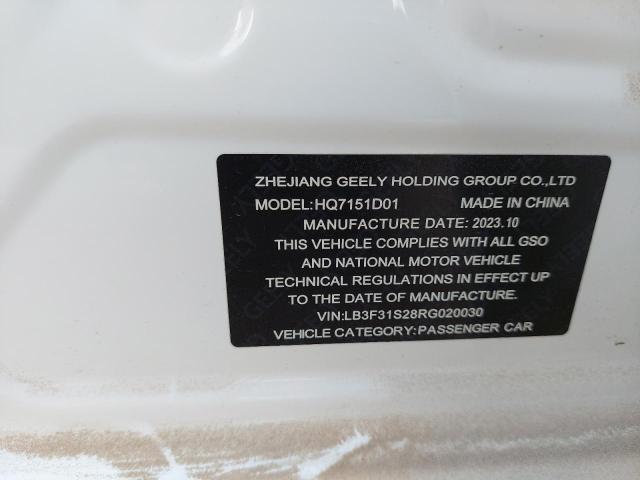 ZHEJIANG GEELY HOLDING GROUP CO.,LTD
MODEL:HQ7151D01 MADE IN CHINA
MANUFACTURE DATE: 2023.10
THIS VEHICLE COMPLIES WITH ALL GSO
AND NATIONAL MOTOR VEHICLE
TECHNICAL REGULATIONS IN EFFECT UP
TO THE DATE OF MANUFACTURE.
VIN:LB3F31S28RG020030
VEHICLE CATEGORY:PASSENGER CAR